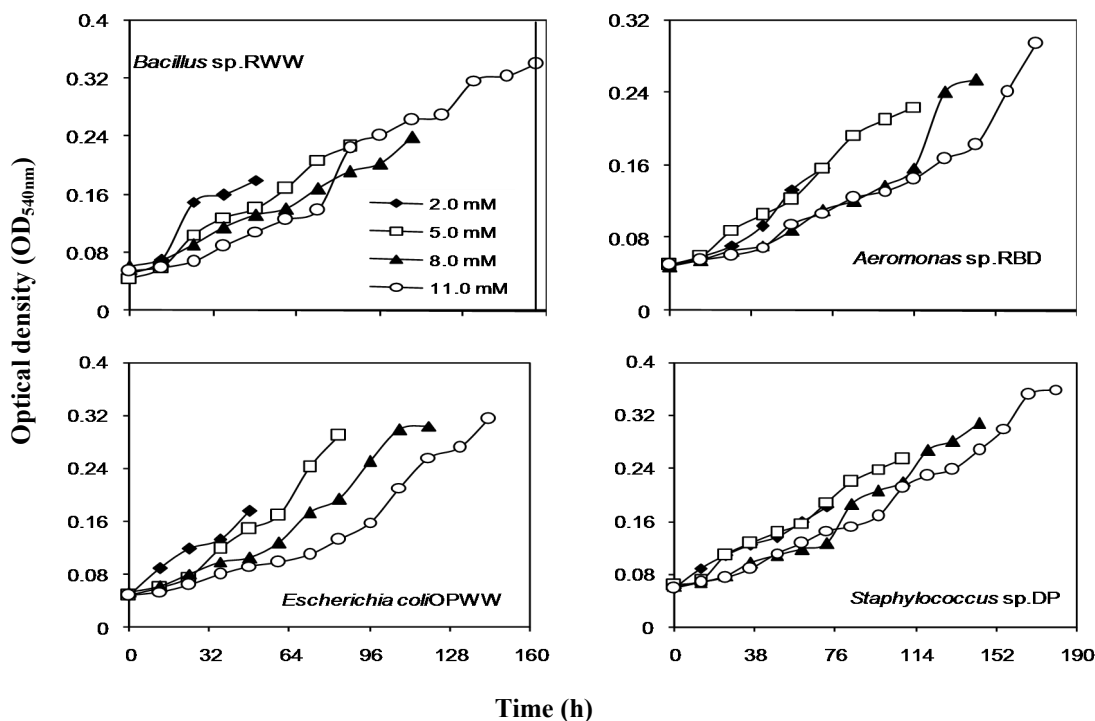 Optical density (OD540nm)
0.4
0.32
0.24
0.16
0.08
0
Bacillus sp.RWW
2.0 mM
5.0 mM
8.0 mM
11.0 mM
0.4
0.32
0.24
0.16
0.08
0
Aeromonas sp.RBD
0.4
0.32
0.24
0.16
0.08
0
Escherichia coliOPWW
0 32 64 96 128 160
0.4
0.32
0.24
0.16
0.08
0
Staphylococcus sp.DP
0 38 76 114 152 190
Time (h)